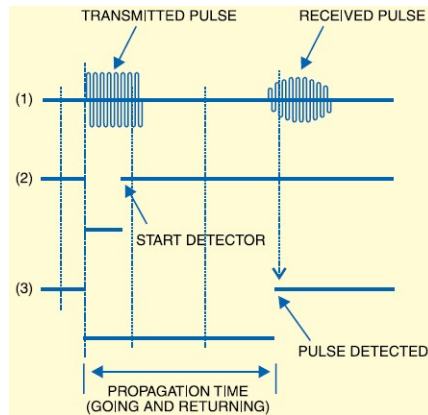 TRANSMITTED PULSE
RECEIVED PULSE
(1)
(2)
START DETECTOR
(3)
PULSE DETECTED
PROPAGATION TIME
(GOING AND RETURNING)